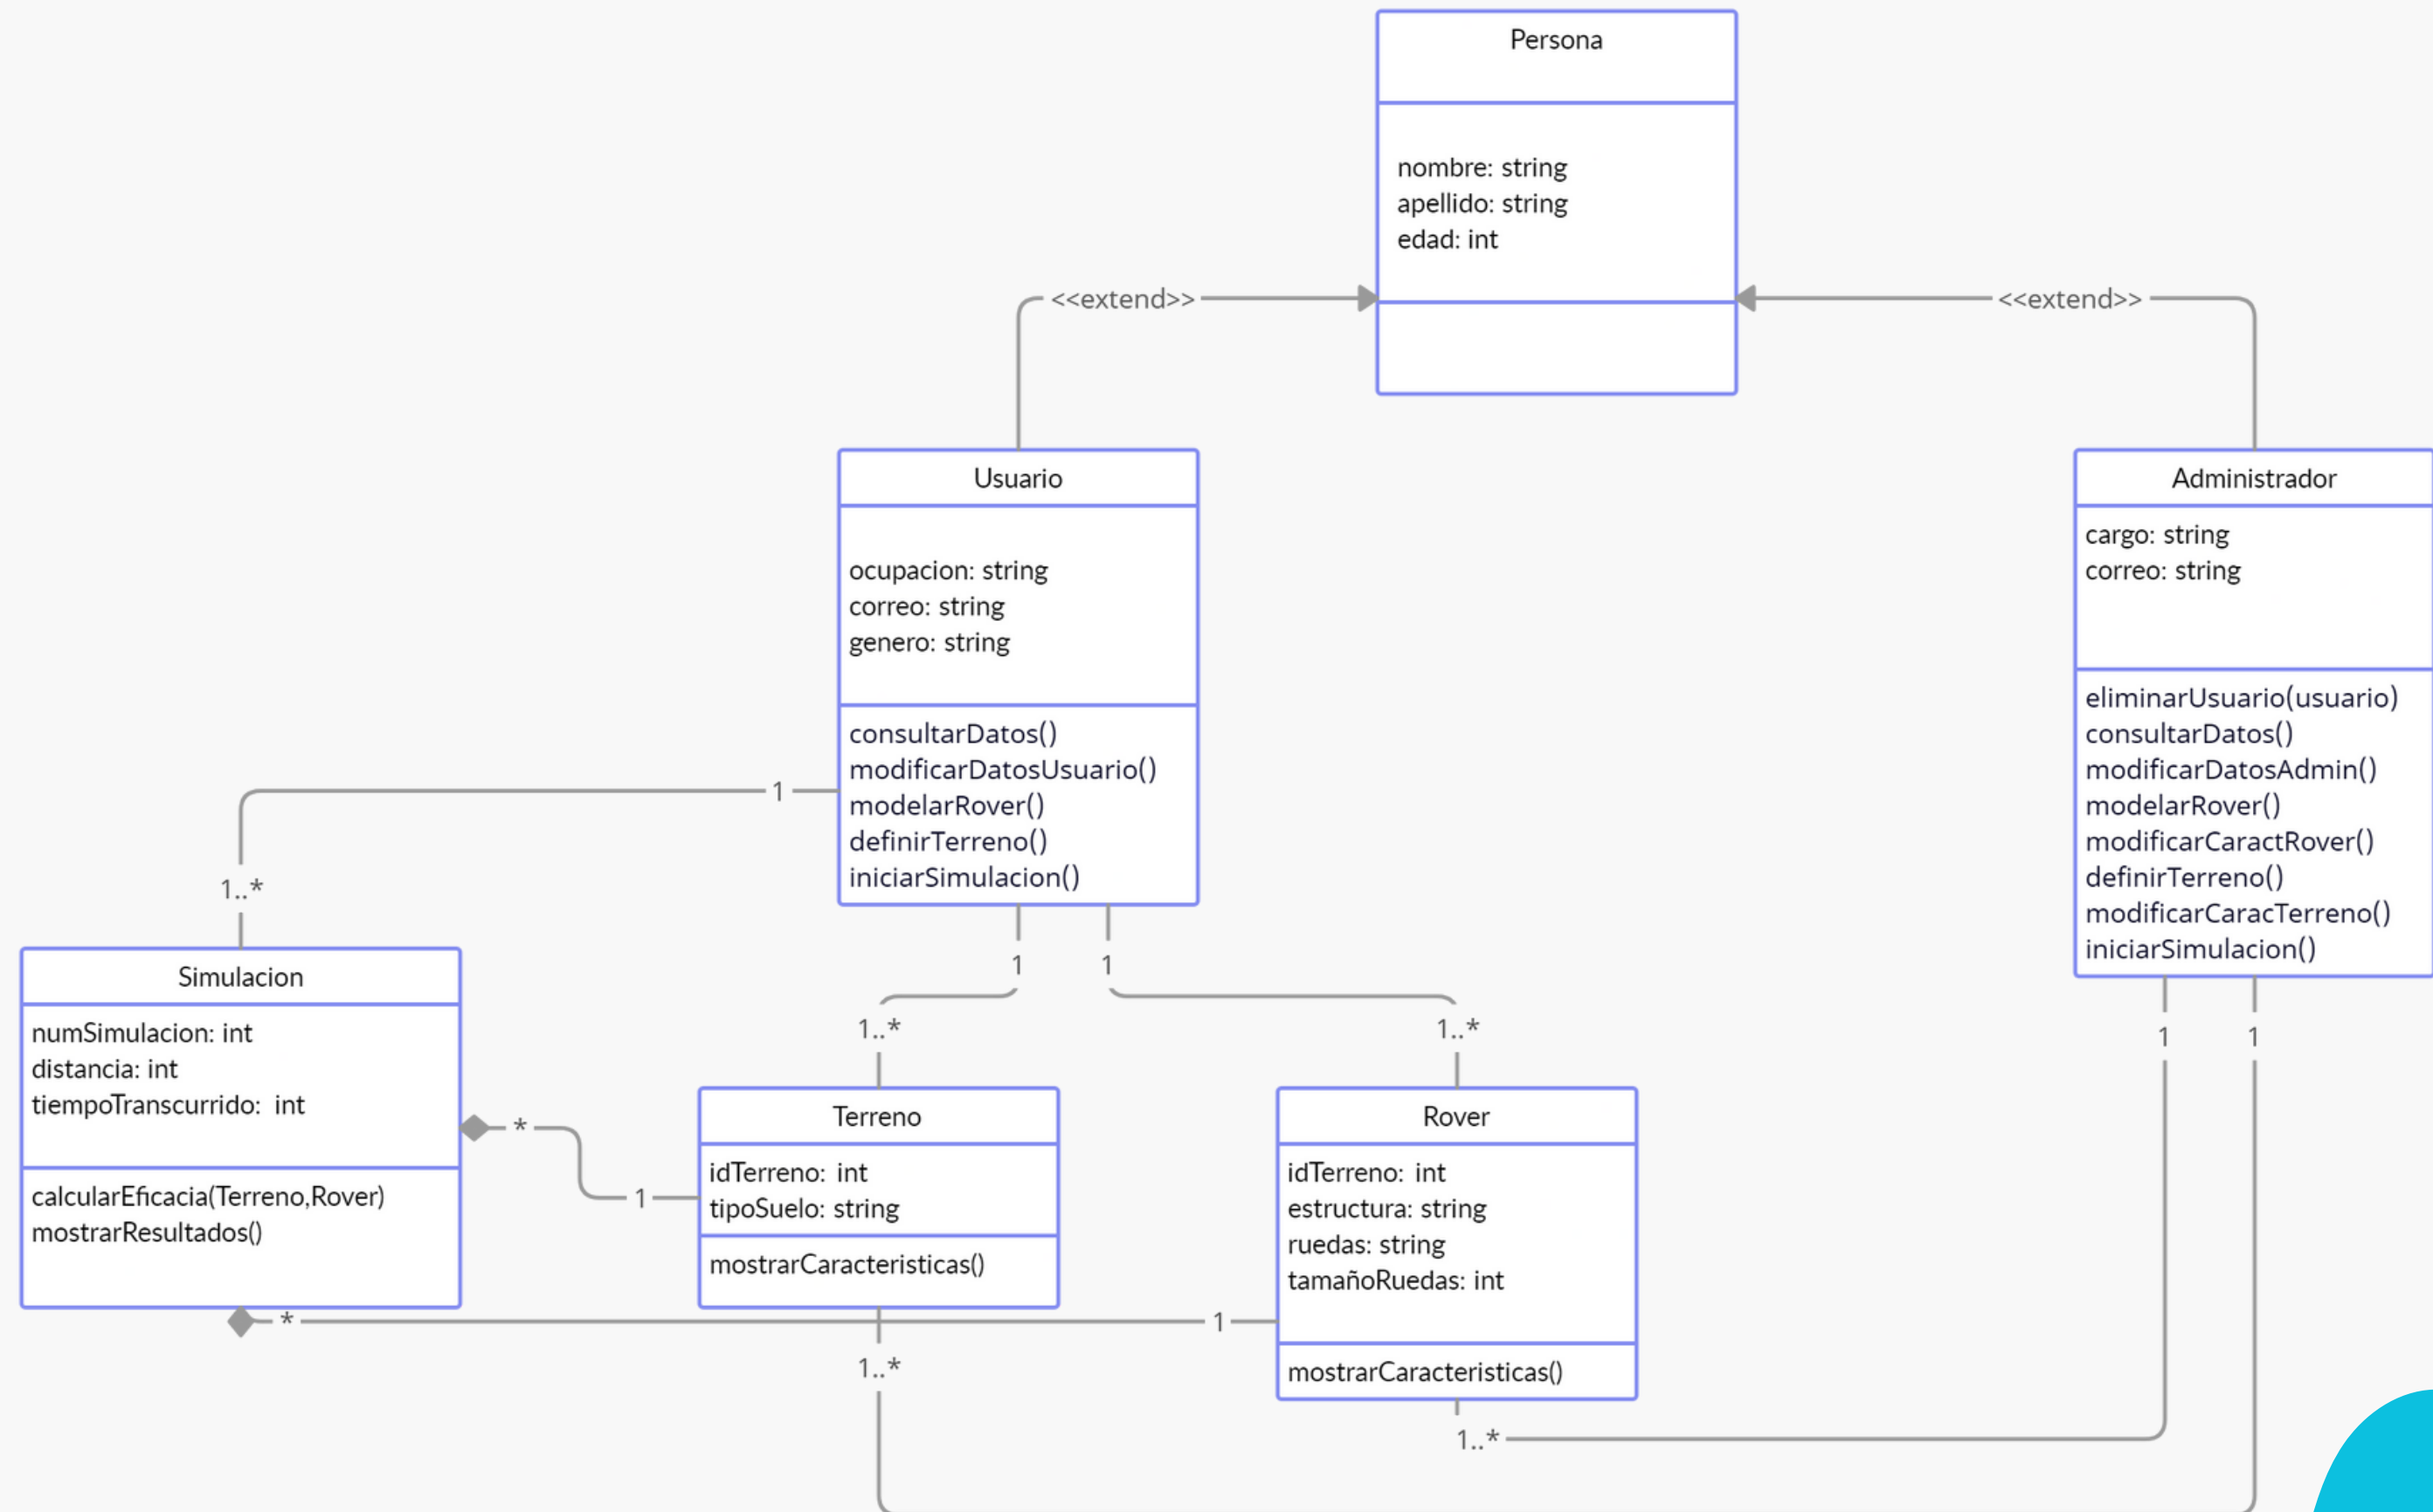 Persona
nombre: string
apellido: string
edad: int
<<extend>>
<<extend>>
Usuario
ocupacion: string
correo: string
genero: string
consultarDatos()
modificarDatosUsuario()
modelarRover()
definirTerreno()
iniciarSimulacion()
Administrador
cargo: string
correo: string
eliminarUsuario(usuario)
consultarDatos()
modificarDatosAdmin()
modelarRover()
modificarCaractRover()
definirTerreno()
modificarCaracTerreno()
iniciarSimulacion()
1
1..*
1
1
1..*
1..*
1
1
Simulacion
numSimulacion: int
distancia: int
tiempoTranscurrido: int
calcularEficacia(Terreno,Rover)
mostrarResultados()
*
1
Terreno
idTerreno: int
tipoSuelo: string
mostrarCaracteristicas()
Rover
idTerreno: int
estructura: string
ruedas: string
tamañoRuedas: int
mostrarCaracteristicas()
*
1
1..*
1..*